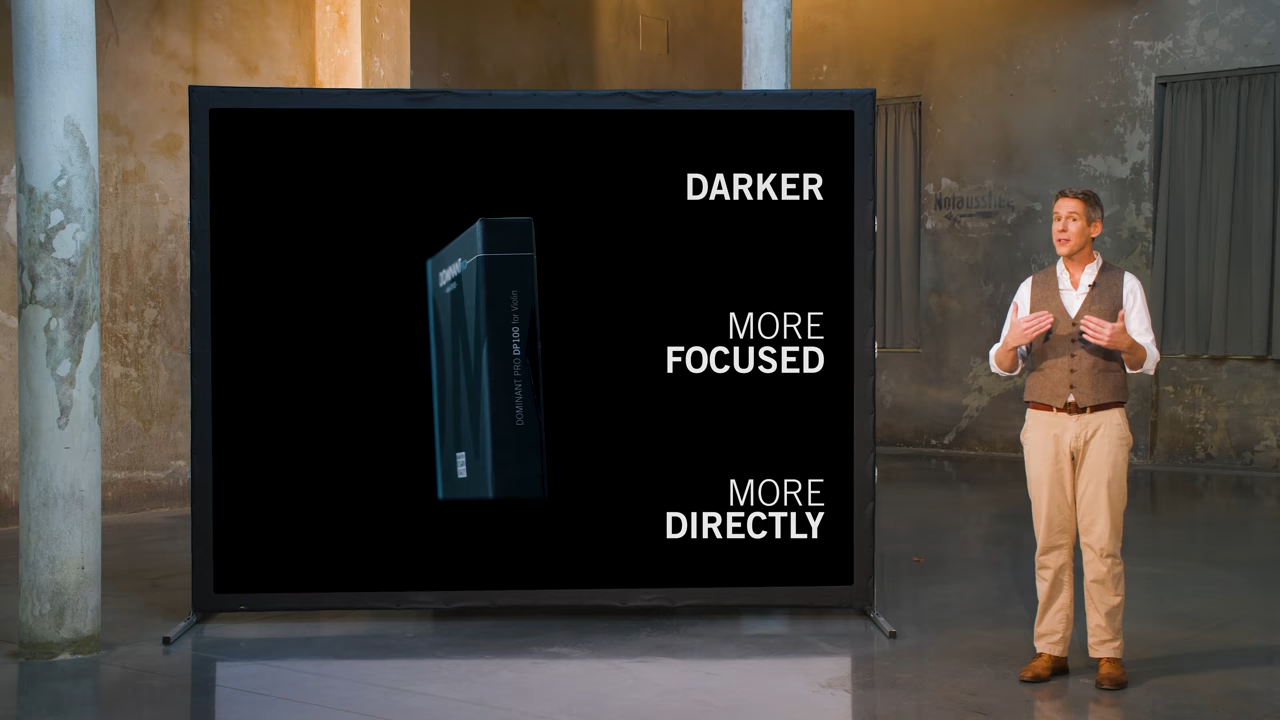 DARKER
MORE
FOCUSED
MORE
DIRECTLY
DOMINANT
DOMINANT PRO DP100 for Violin
Notausstieg